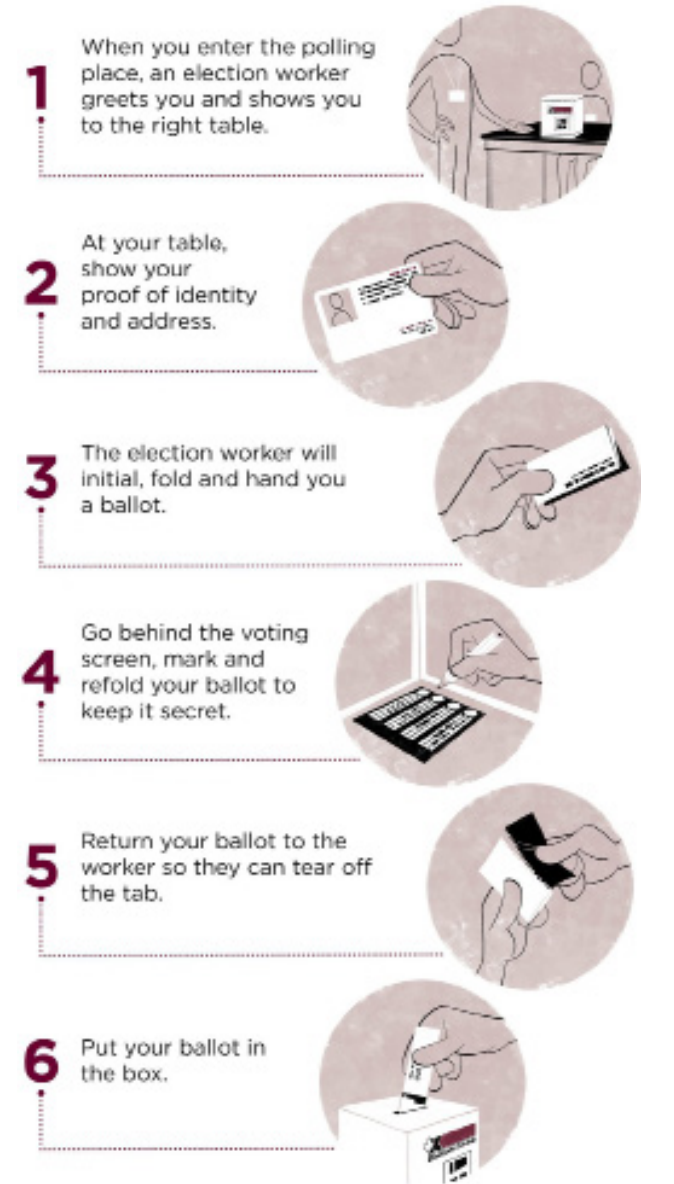 1
When you enter the polling
place, an election worker
greets you and shows you
to the right table.
2
At your table,
show your
proof of identity
and address.
3
The election worker will
initial, fold and hand you
a ballot.
4
Go behind the voting
screen, mark and
refold your ballot to
keep it secret.
5
Return your ballot to the
worker so they can tear off
the tab.
6
Put your ballot in
the box.